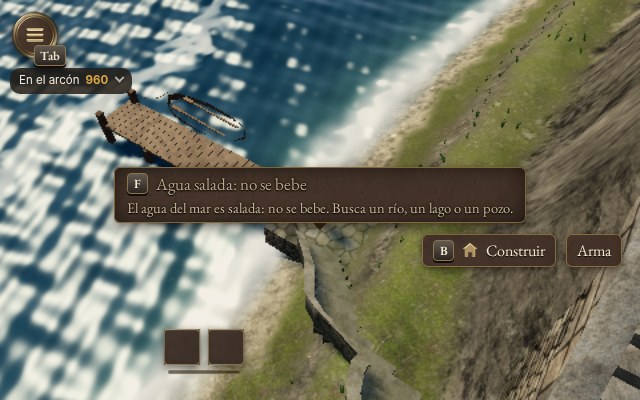 Tab
En el arcón 960
F Agua salada: no se bebe
El agua del mar es salada: no se bebe. Busca un río, un lago o un pozo.
B Construir
Arma